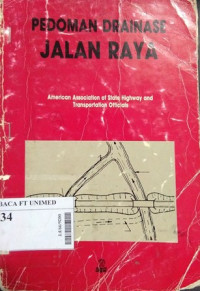 PEDOMAN DRAINASE
JALAN RAYA
American Association of State Highway and
Transportation Officials
BACA FT UNIMED
34